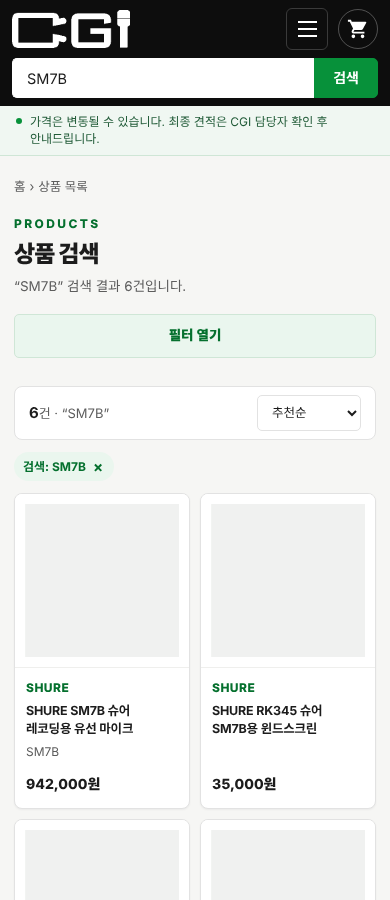 CGI
SM7B
검색
가격은 변동될 수 있습니다. 최종 견적은 CGI 담당자 확인 후
안내드립니다.
홈 › 상품 목록
PRODUCTS
상품 검색
“SM7B” 검색 결과 6건입니다.
필터 열기
6건 · “SM7B”
추천순
검색: SM7B ×
SHURE
SHURE SM7B 슈어
레코딩용 유선 마이크
SM7B
942,000원
SHURE
SHURE RK345 슈어
SM7B용 윈드스크린
35,000원